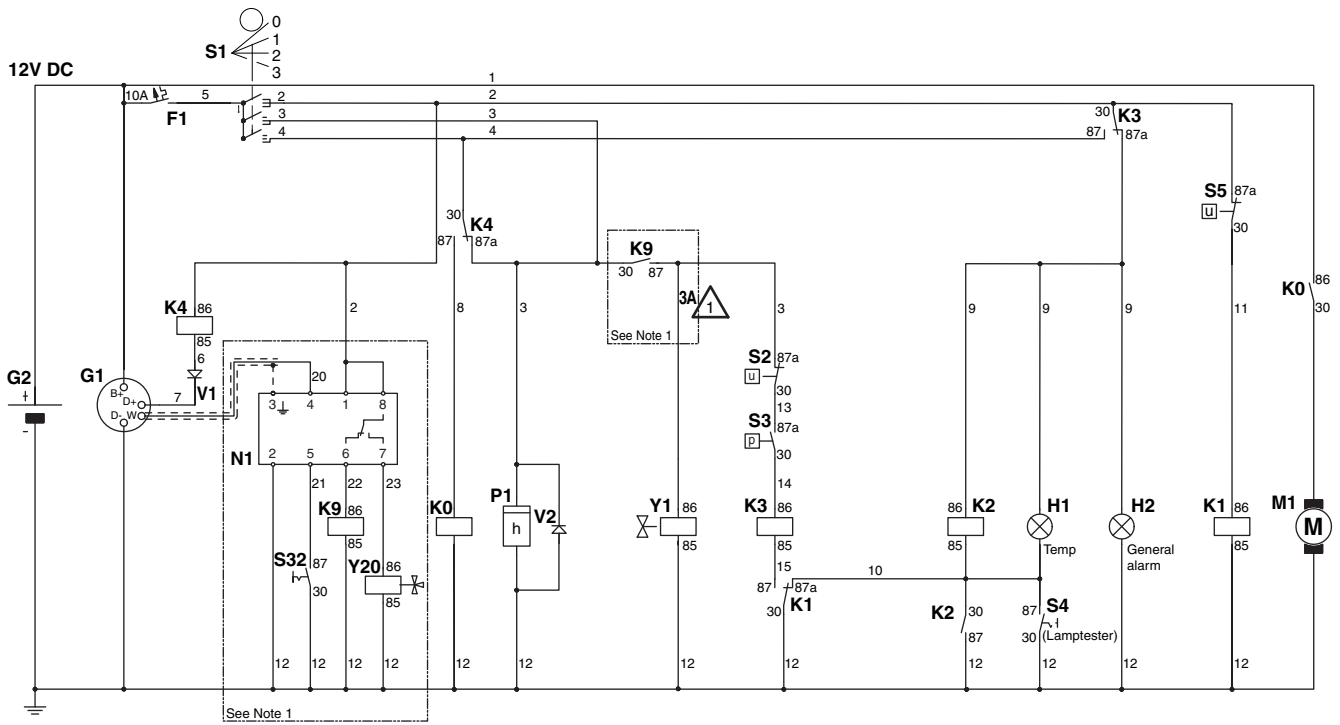 0
1
2
3
S1
12V DC
1
10A
5
F1
2
2
2
3
3
4
4
30
K3
87
87a
S5
87a
u
30
30
K4
87
87a
K9
30
87
See Note 1
3A
1
K4
86
85
6
V1
2
8
3
3
9
9
9
11
K0
86
30
G2
+
-
G1
B+
D+
D-
W
7
20
3
4
1
8
N1
2
5
6
7
21
22
23
S2
87a
u
30
13
S3
87a
p
30
14
S32
87
30
K9
86
85
Y20
86
85
K0
P1
h
V2
Y1
86
85
K3
86
85
15
87
87a
30
K1
10
K2
86
85
H1
Temp
H2
General
alarm
K1
86
85
M1
M
K2
30
87
S4
87
30
(Lamptester)
12
12
12
12
12
12
12
12
12
12
12
12
See Note 1